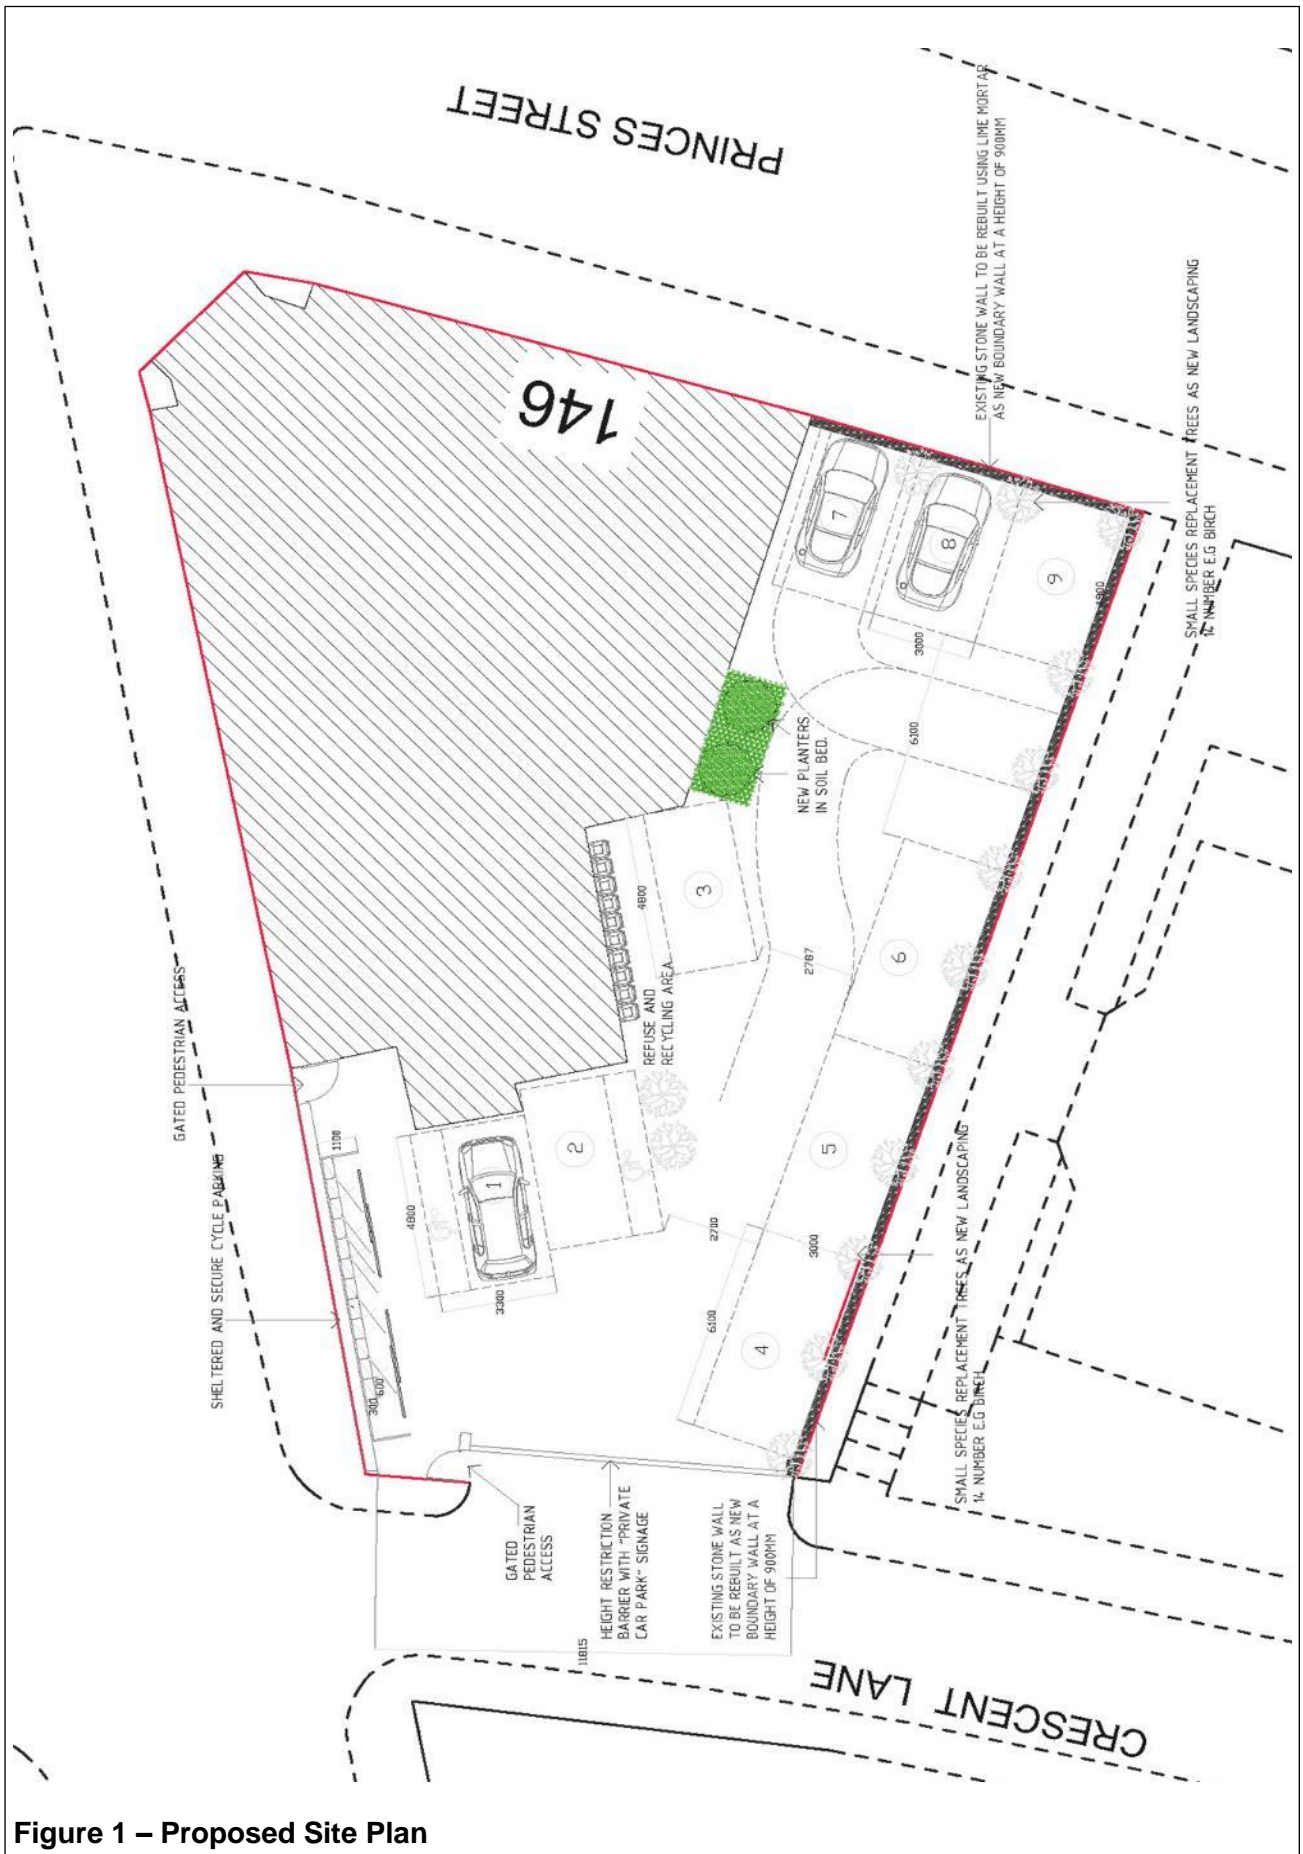 PRINCES STREET
EXISTING STONE WALL TO BE REBUILT USING LIME MORTAR
AS NEW BOUNDARY WALL AT A HEIGHT OF 900MM
SMALL SPECIES REPLACEMENT TREES AS NEW LANDSCAPING
14 NUMBER E.G BIRCH
146
7
8
9
4800
3000
6100
NEW PLANTERS
IN SOIL BED.
3
4800
6
2787
REFUSE AND
RECYCLING AREA
GATED PEDESTRIAN ACCESS
SHELTERED AND SECURE CYCLE PARKING
1100
2
1
4800
3300
5
2700
3000
6100
4
300
600
SMALL SPECIES REPLACEMENT TREES AS NEW LANDSCAPING
14 NUMBER E.G BIRCH
GATED
PEDESTRIAN
ACCESS
HEIGHT RESTRICTION
BARRIER WITH "PRIVATE
CAR PARK" SIGNAGE
EXISTING STONE WALL
TO BE REBUILT AS NEW
BOUNDARY WALL AT A
HEIGHT OF 900MM
11815
CRESCENT LANE
Figure 1 – Proposed Site Plan